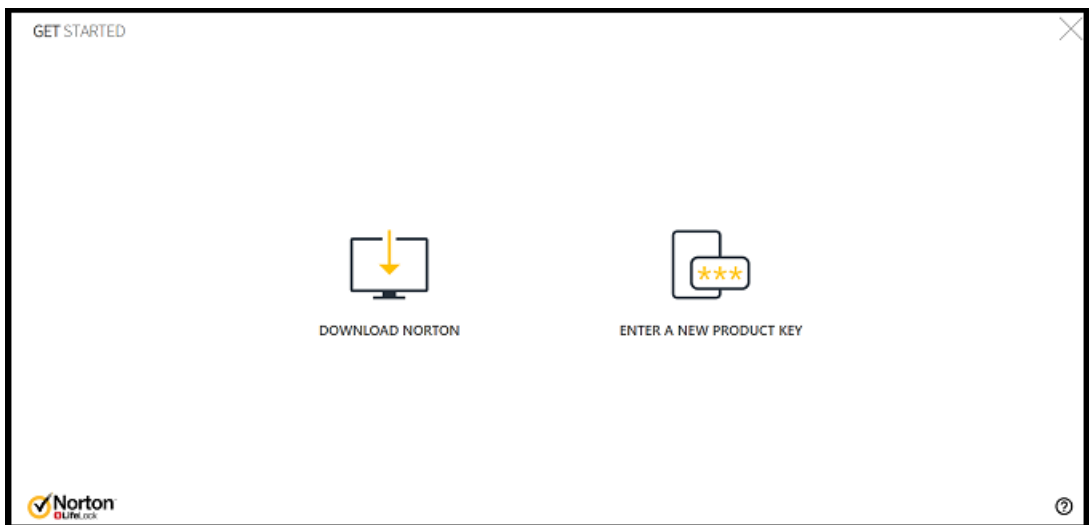 GET STARTED
***
DOWNLOAD NORTON
ENTER A NEW PRODUCT KEY
Norton
LifeLock
?